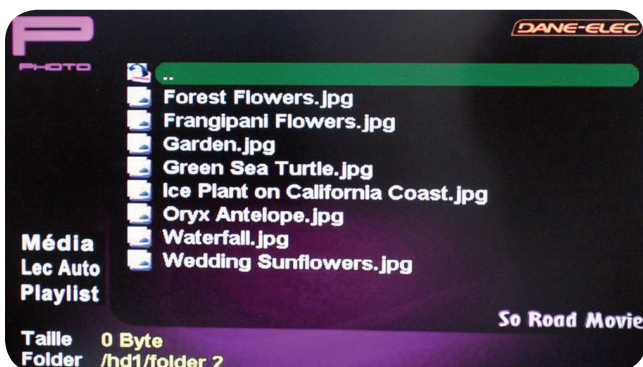 P
DANE-ELEC
PHOTO
..
Forest Flowers.jpg
Frangipani Flowers.jpg
Garden.jpg
Green Sea Turtle.jpg
Ice Plant on California Coast.jpg
Oryx Antelope.jpg
Waterfall.jpg
Wedding Sunflowers.jpg
Média
Lec Auto
Playlist
So Road Movie
Taille 0 Byte
Folder /hd1/folder 2